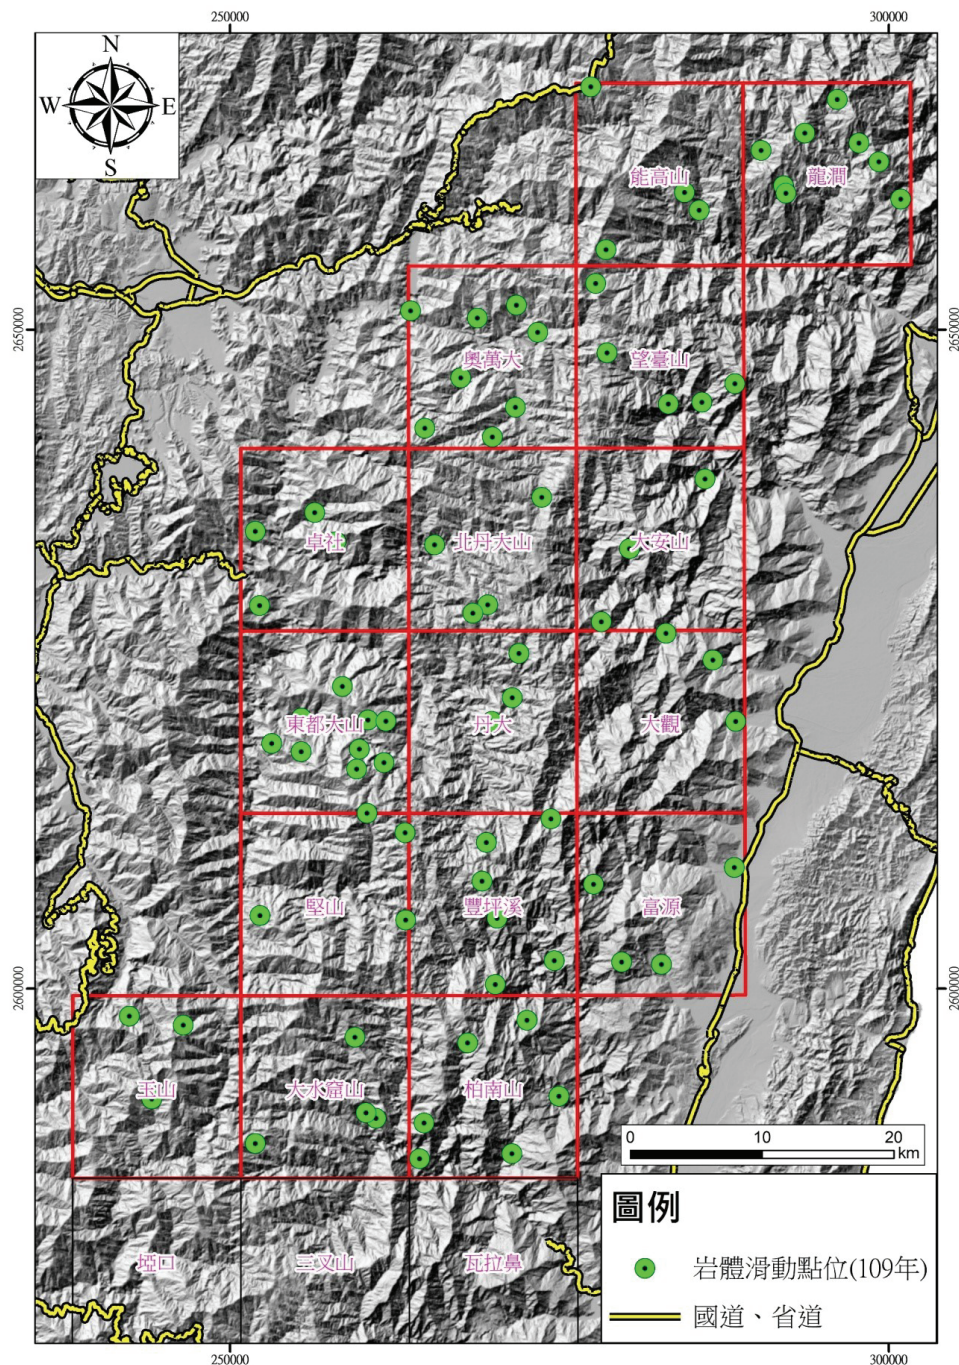 250000
300000
N
W
E
S
能高山
龍澗
2650000
2650000
奧萬大
望臺山
卓社
北丹大山
大安山
東都大山
丹大
大觀
堅山
豐坪溪
富源
2600000
2600000
玉山
大水窟山
柏南山
0
10
20
km
圖例
岩體滑動點位(109年)
國道、省道
埡口
三叉山
瓦拉鼻
250000
300000